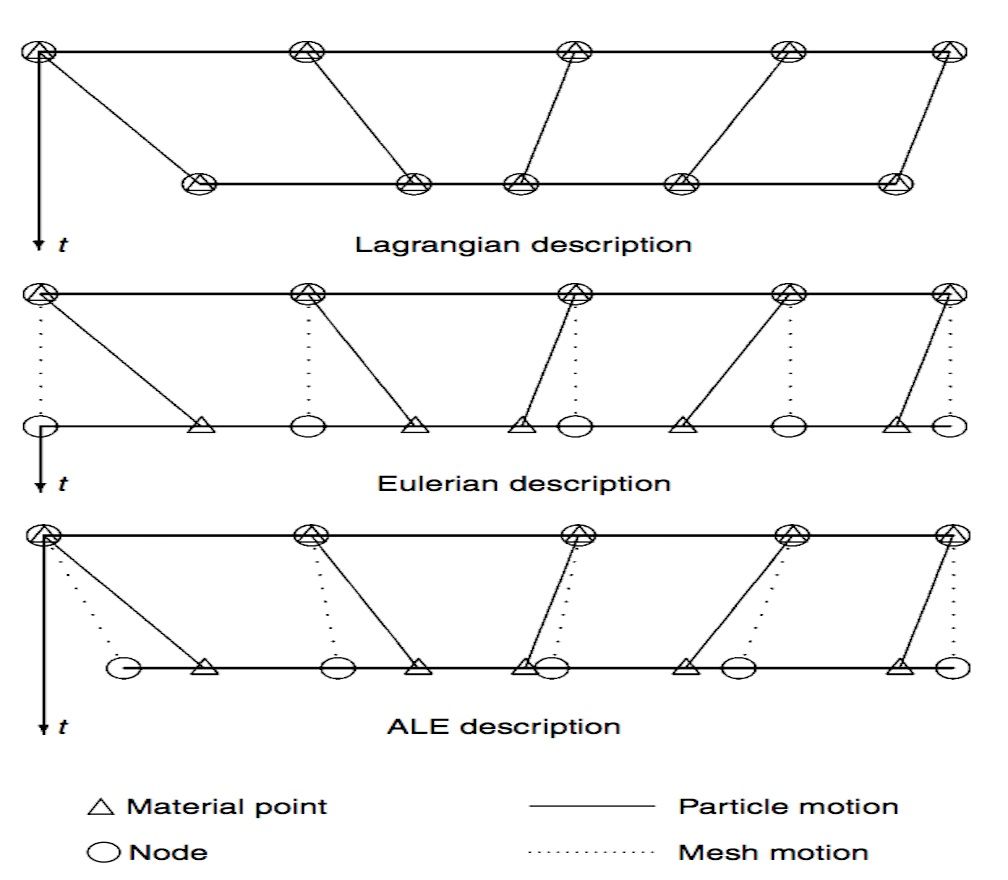 t
Lagrangian description
t
Eulerian description
t
ALE description
Material point
Particle motion
Node
Mesh motion